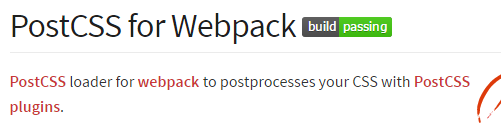 PostCSS for Webpack build passing
PostCSS loader for webpack to postprocesses your CSS with PostCSS
plugins.